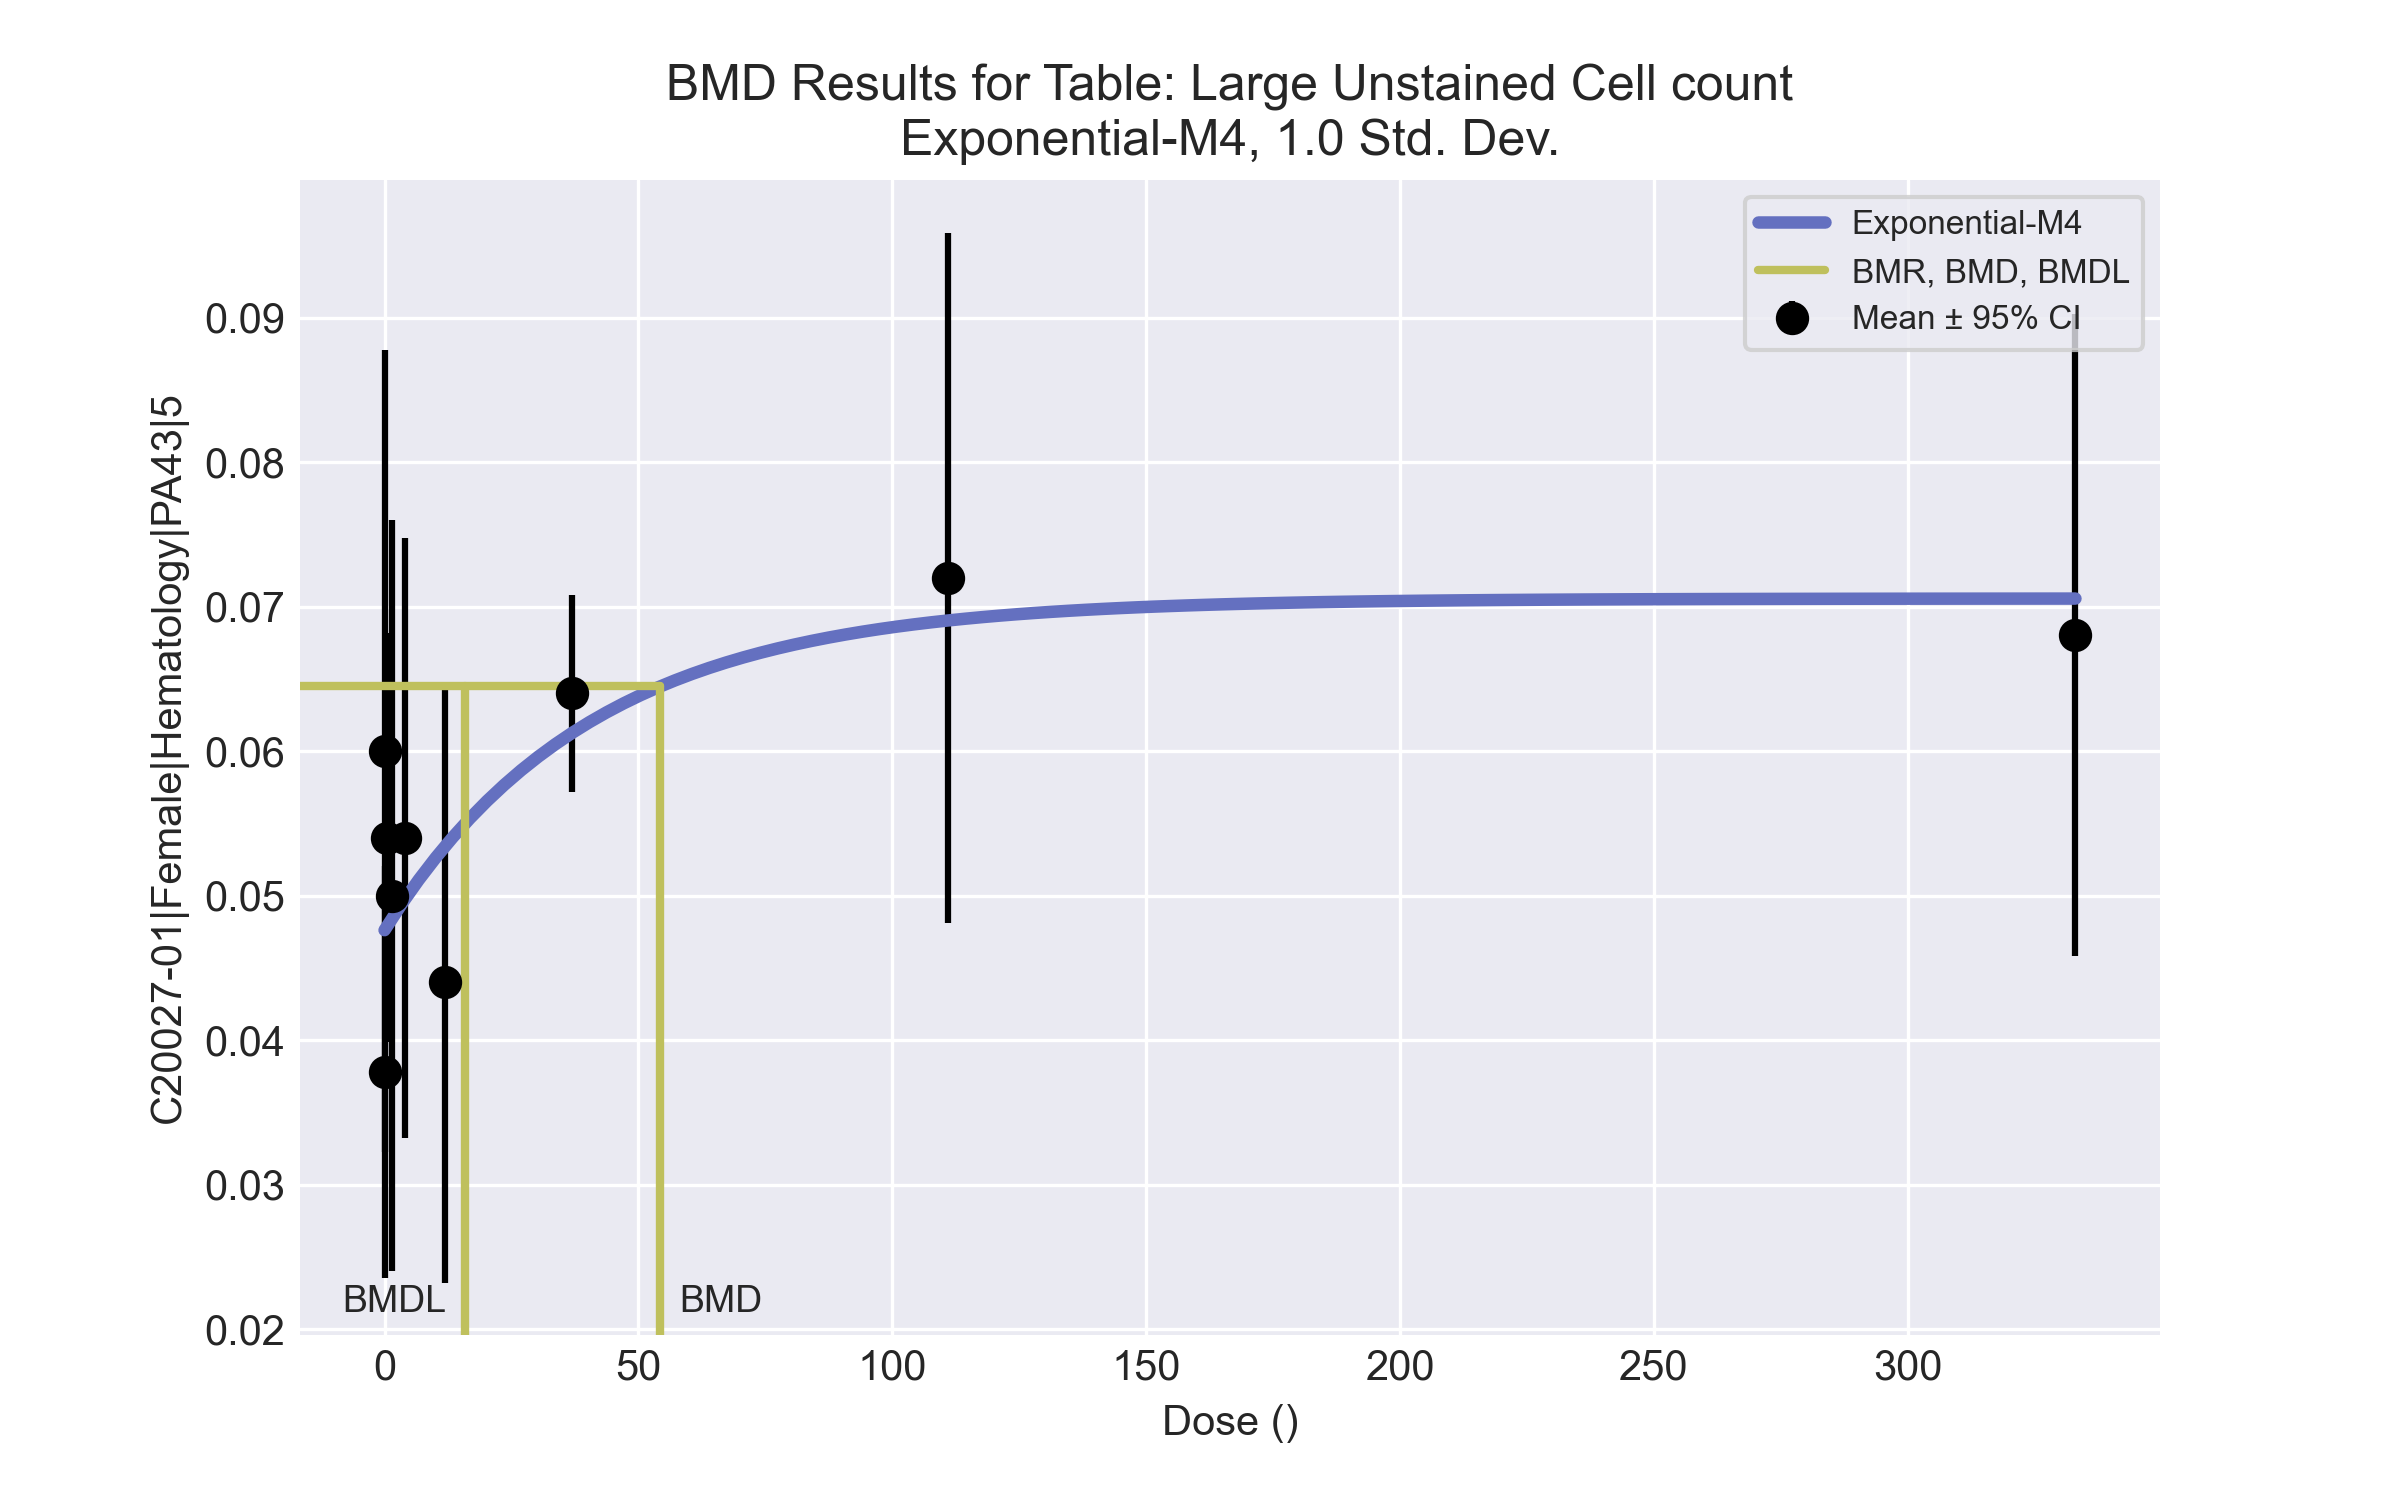 BMD Results for Table: Large Unstained Cell count
Exponential-M4, 1.0 Std. Dev.
Exponential-M4
BMR, BMD, BMDL
Mean ± 95% CI
C20027-01|Female|Hematology|PA43|5
0.09
0.08
0.07
0.06
0.05
0.04
0.03
0.02
BMDL
BMD
0
50
100
150
200
250
300
Dose ()